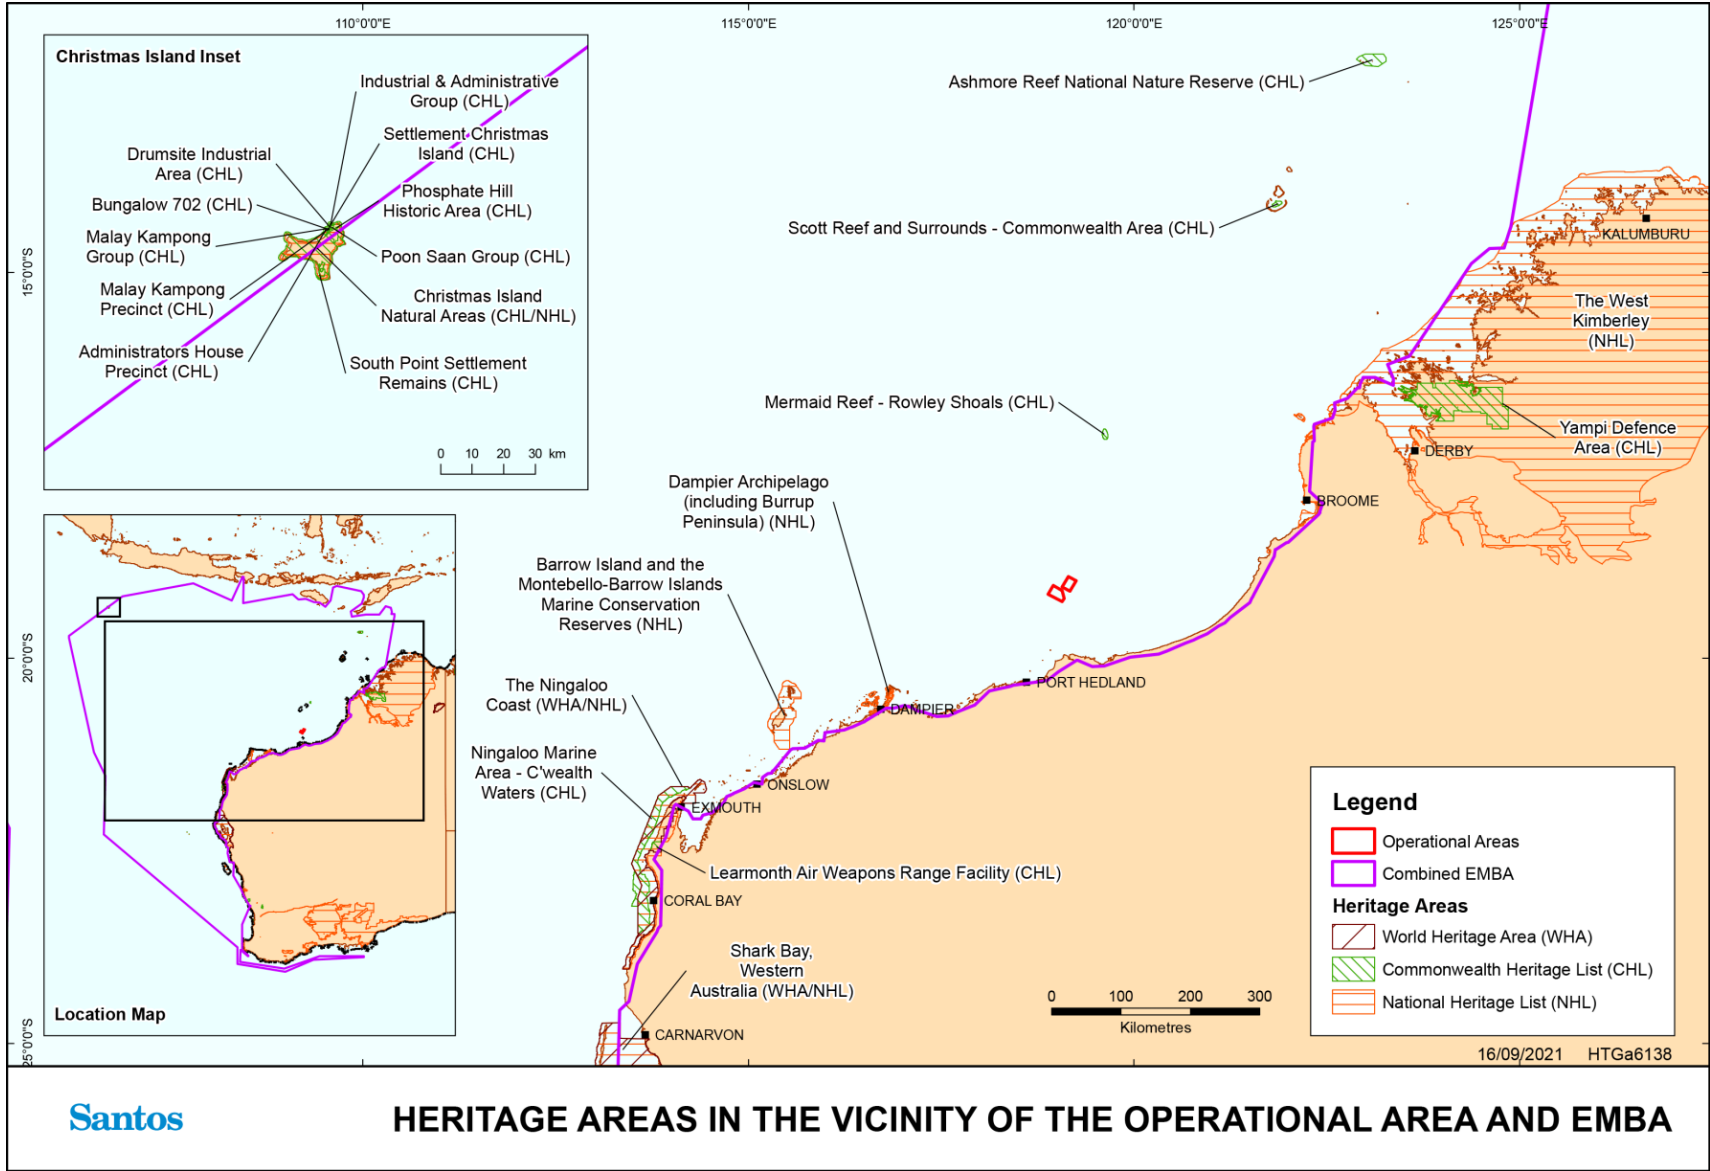 110°0'0"E
115°0'0"E
120°0'0"E
125°0'0"E
15°0'0"S
20°0'0"S
25°0'0"S
Christmas Island Inset
Industrial & Administrative
Group (CHL)
Settlement Christmas
Island (CHL)
Drumsite Industrial
Area (CHL)
Phosphate Hill
Historic Area (CHL)
Bungalow 702 (CHL)
Malay Kampong
Group (CHL)
Poon Saan Group (CHL)
Malay Kampong
Precinct (CHL)
Christmas Island
Natural Areas (CHL/NHL)
Administrators House
Precinct (CHL)
South Point Settlement
Remains (CHL)
0 10 20 30 km
Ashmore Reef National Nature Reserve (CHL)
Scott Reef and Surrounds - Commonwealth Area (CHL)
KALUMBURU
The West
Kimberley
(NHL)
Mermaid Reef - Rowley Shoals (CHL)
Yampi Defence
Area (CHL)
DERBY
BROOME
Dampier Archipelago
(including Burrup
Peninsula) (NHL)
Barrow Island and the
Montebello-Barrow Islands
Marine Conservation
Reserves (NHL)
The Ningaloo
Coast (WHA/NHL)
PORT HEDLAND
DAMPIER
Ningaloo Marine
Area - C'wealth
Waters (CHL)
ONSLOW
EXMOUTH
Learmonth Air Weapons Range Facility (CHL)
CORAL BAY
Shark Bay,
Western
Australia (WHA/NHL)
CARNARVON
Location Map
0 100 200 300
Kilometres
Legend
Operational Areas
Combined EMBA
Heritage Areas
World Heritage Area (WHA)
Commonwealth Heritage List (CHL)
National Heritage List (NHL)
16/09/2021 HTGa6138
Santos
HERITAGE AREAS IN THE VICINITY OF THE OPERATIONAL AREA AND EMBA